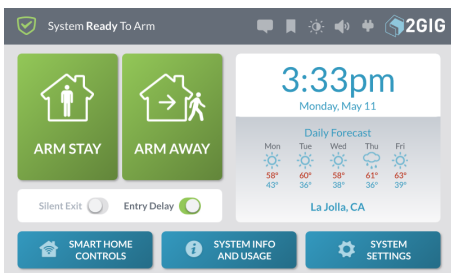 System Ready To Arm
2GIG
ARM STAY
ARM AWAY
Silent Exit
Entry Delay
3:33pm
Monday, May 11
Daily Forecast
Mon Tue Wed Thu Fri
58° 60° 58° 61° 63°
43° 36° 38° 36° 39°
La Jolla, CA
SMART HOME
CONTROLS
SYSTEM INFO
AND USAGE
SYSTEM
SETTINGS